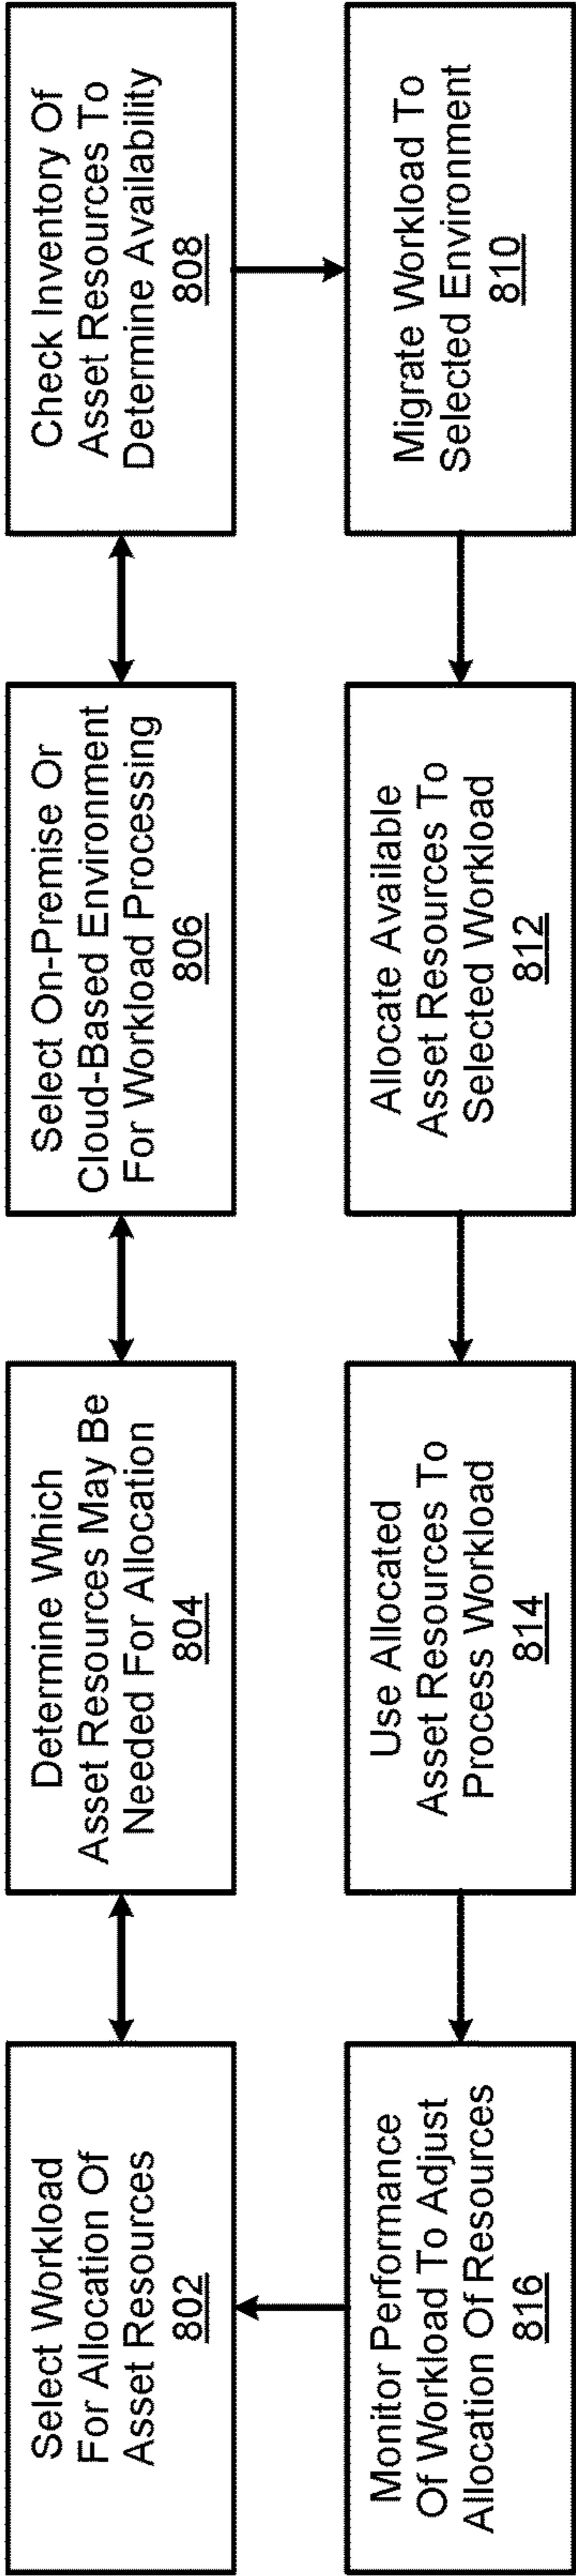 Select Workload
For Allocation Of
Asset Resources
802
Determine Which
Asset Resources May Be
Needed For Allocation
804
Select On-Premise Or
Cloud-Based Environment
For Workload Processing
806
Check Inventory Of
Asset Resources To
Determine Availability
808
Migrate Workload To
Selected Environment
810
Allocate Available
Asset Resources To
Selected Workload
812
Use Allocated
Asset Resources To
Process Workload
814
Monitor Performance
Of Workload To Adjust
Allocation Of Resources
816